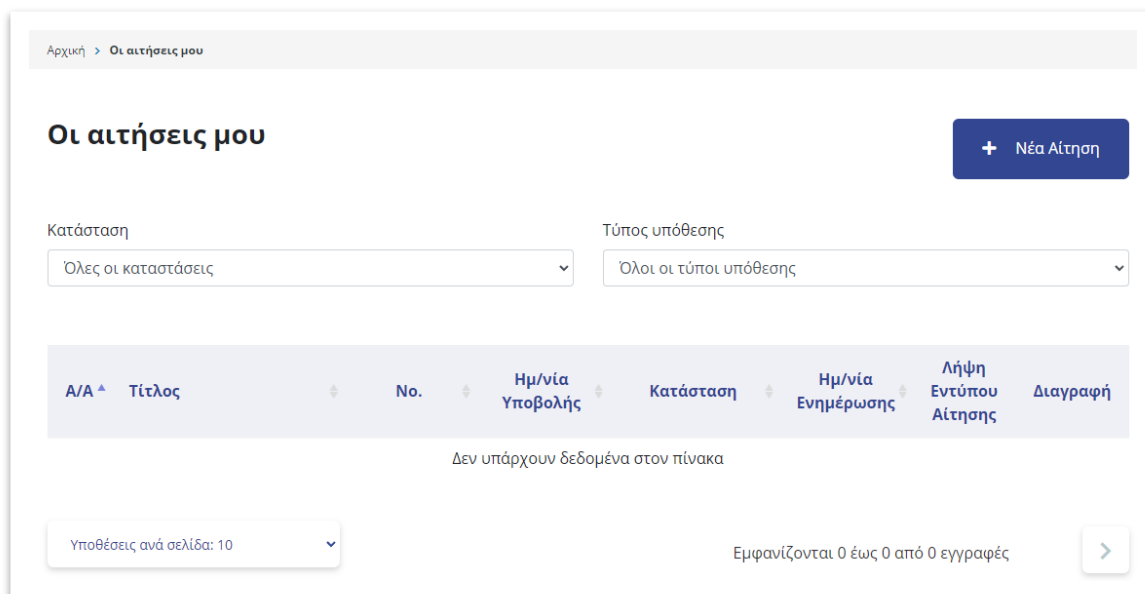 Αρχική > Οι αιτήσεις μου
Οι αιτήσεις μου
+ Νέα Αίτηση
Κατάσταση
Όλες οι καταστάσεις
Τύπος υπόθεσης
Όλοι οι τύποι υπόθεσης
Α/Α
Τίτλος
No.
Ημ/νία
Υποβολής
Κατάσταση
Ημ/νία
Ενημέρωσης
Λήψη
Εντύπου
Αίτησης
Διαγραφή
Δεν υπάρχουν δεδομένα στον πίνακα
Υποθέσεις ανά σελίδα: 10
Εμφανίζονται 0 έως 0 από 0 εγγραφές